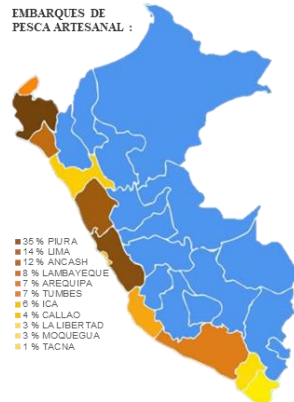 EMBARQUES DE
PESCA ARTESANAL :
35 % PIURA
14 % LIMA
12 % ANCASH
8 % LAMBAYEQUE
7 % AREQUIPA
7 % TUMBES
6 % ICA
4 % CALLAO
3 % LA LIBERTAD
3 % MOQUEGUA
1 % TACNA